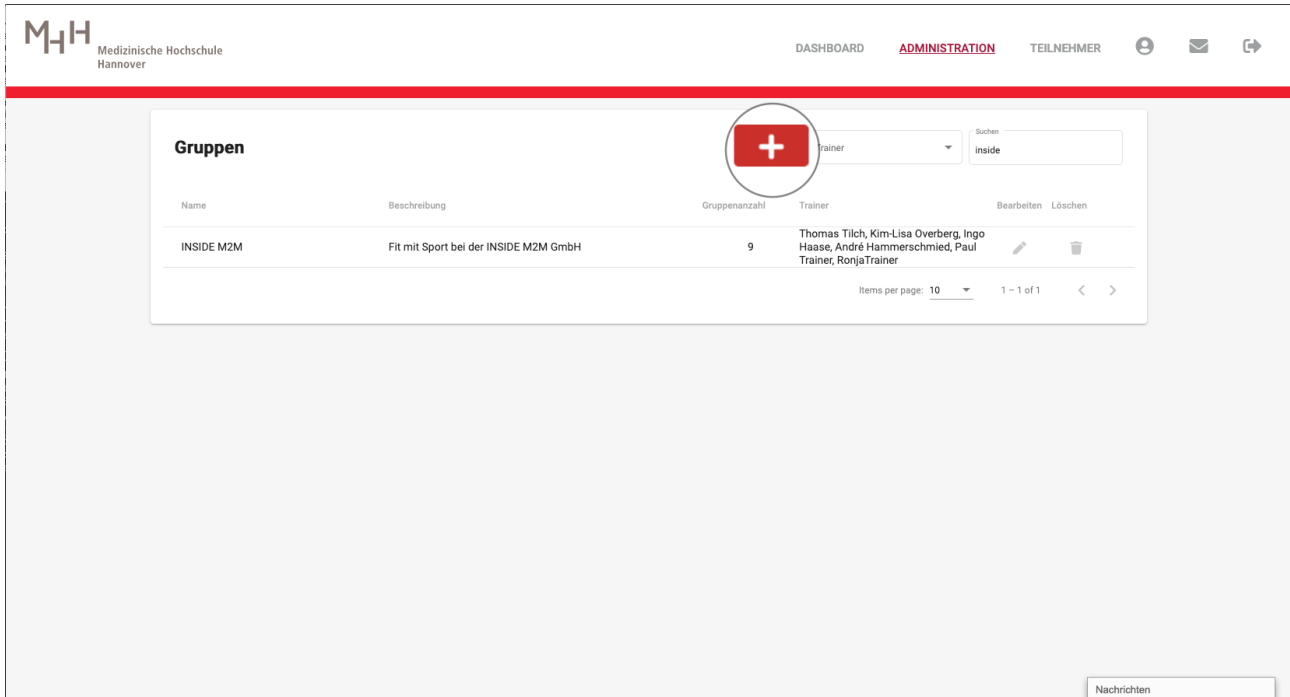 MHH
Medizinische Hochschule
Hannover
DASHBOARD ADMINISTRATION TEILNEHMER
Gruppen
Trainer
Suchen
inside
Name Beschreibung Gruppenanzahl Trainer Bearbeiten Löschen
INSIDE M2M Fit mit Sport bei der INSIDE M2M GmbH 9 Thomas Tilch, Kim-Lisa Overberg, Ingo
Haase, André Hammerschmied, Paul
Trainer, RonjaTrainer
Items per page: 10 1 – 1 of 1
Nachrichten